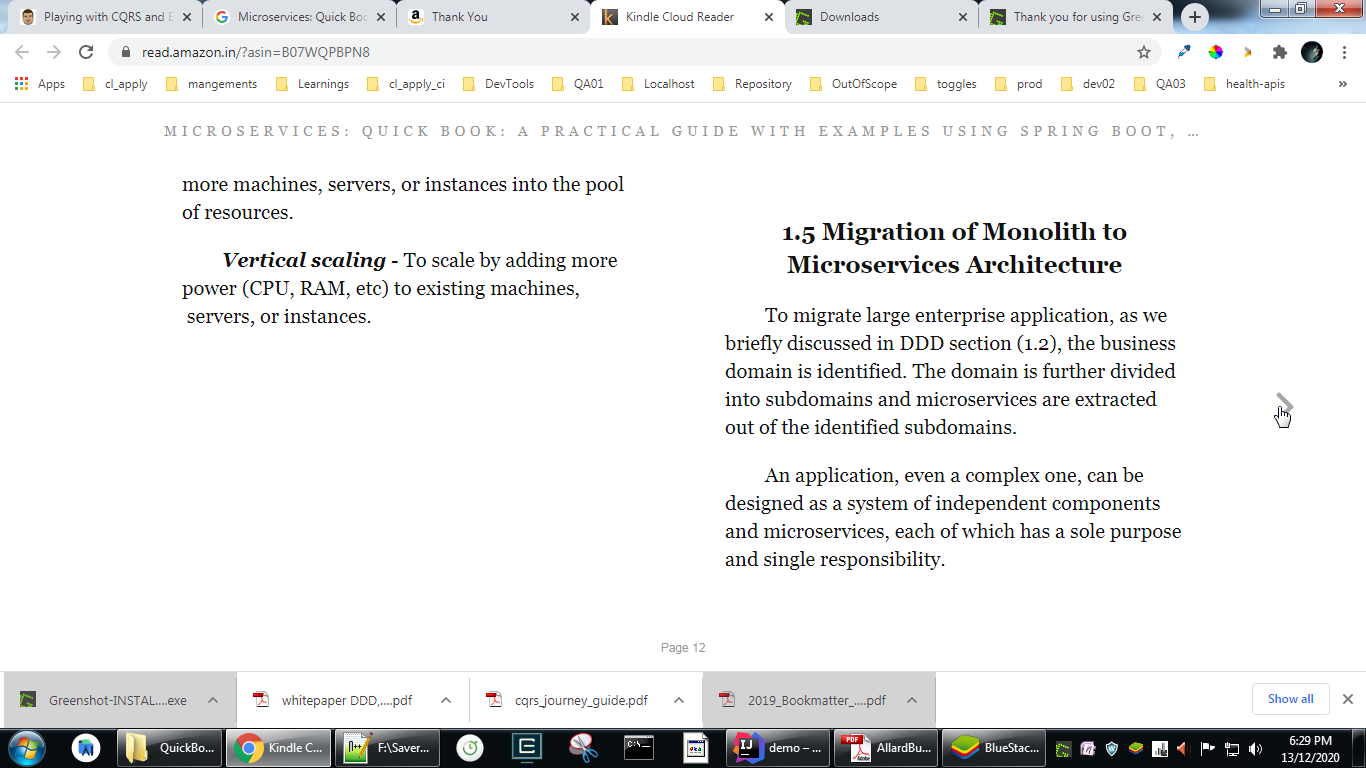 Playing with CQRS and E
Microservices: Quick Boo
Thank You
Kindle Cloud Reader
Downloads
Thank you for using Gre
read.amazon.in/?asin=B07WQPBPN8
Apps
cl_apply
mangements
Learnings
cl_apply_ci
DevTools
QA01
Localhost
Repository
OutOfScope
toggles
prod
dev02
QA03
health-apis
»
MICROSERVICES: QUICK BOOK: A PRACTICAL GUIDE WITH EXAMPLES USING SPRING BOOT, ...
more machines, servers, or instances into the pool
of resources.
Vertical scaling - To scale by adding more
power (CPU, RAM, etc) to existing machines,
servers, or instances.
1.5 Migration of Monolith to
Microservices Architecture
To migrate large enterprise application, as we
briefly discussed in DDD section (1.2), the business
domain is identified. The domain is further divided
into subdomains and microservices are extracted
out of the identified subdomains.
An application, even a complex one, can be
designed as a system of independent components
and microservices, each of which has a sole purpose
and single responsibility.
Page 12
Greenshot-INSTAL....exe
whitepaper DDD,....pdf
cqrs_journey_guide.pdf
2019_Bookmatter_....pdf
Show all
QuickBo...
Kindle C...
F:\Saver...
demo – ...
AllardBu...
BlueStac...
6:29 PM
13/12/2020